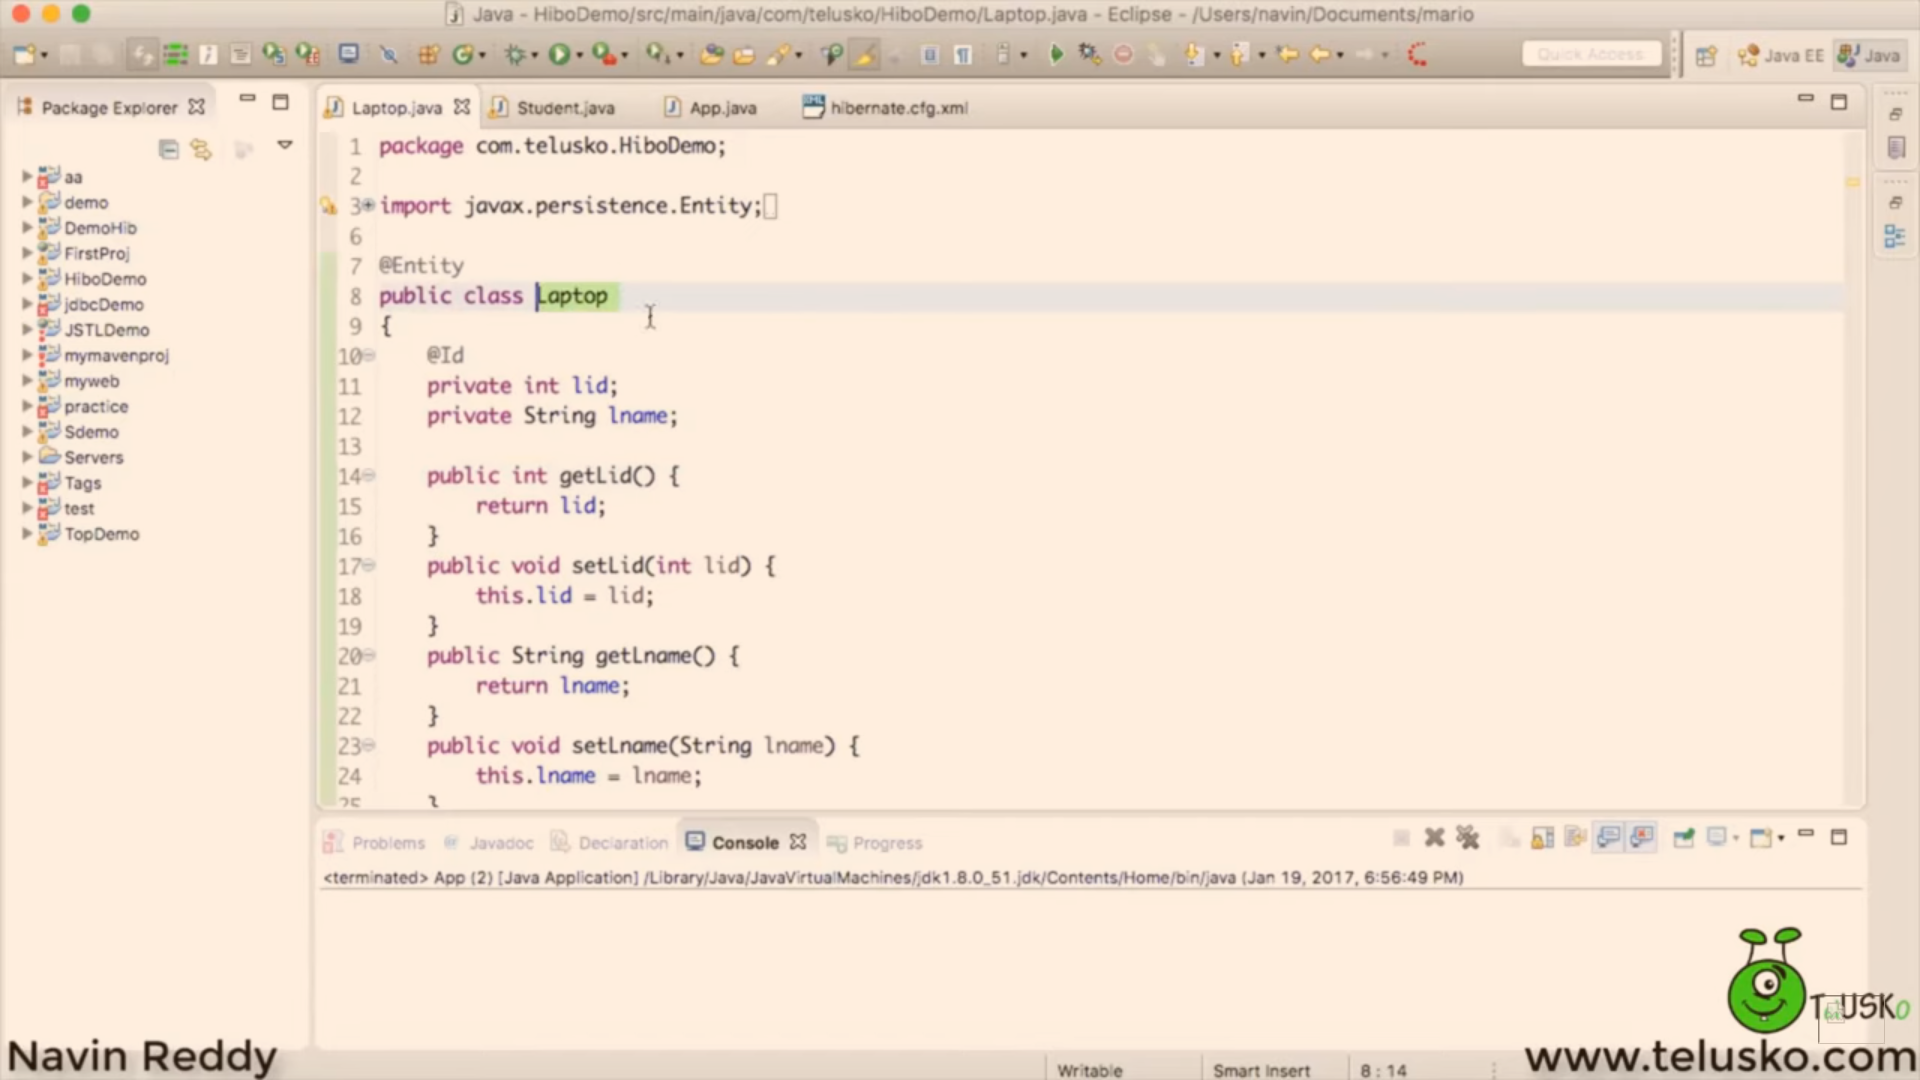 Java - HiboDemo/src/main/java/com/telusko/HiboDemo/Laptop.java - Eclipse - /Users/navin/Documents/mario
Quick Access
Java EE
Java
Package Explorer
aa
demo
DemoHib
FirstProj
HiboDemo
jdbcDemo
JSTLDemo
mymavenproj
myweb
practice
Sdemo
Servers
Tags
test
TopDemo
Laptop.java
Student.java
App.java
hibernate.cfg.xml
1 package com.telusko.HiboDemo;
2
3 import javax.persistence.Entity;
6
7 @Entity
8 public class Laptop
9 {
10 @Id
11 private int lid;
12 private String lname;
13
14 public int getLid() {
15 return lid;
16 }
17 public void setLid(int lid) {
18 this.lid = lid;
19 }
20 public String getLname() {
21 return lname;
22 }
23 public void setLname(String lname) {
24 this.lname = lname;
25 }
Problems
Javadoc
Declaration
Console
Progress
<terminated> App (2) [Java Application] /Library/Java/JavaVirtualMachines/jdk1.8.0_51.jdk/Contents/Home/bin/java (Jan 19, 2017, 6:56:49 PM)
Navin Reddy
www.telusko.com
Writable
Smart Insert
8 : 14